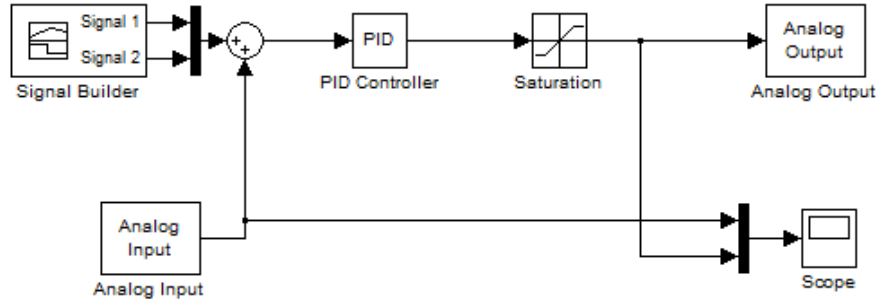 Signal 1
Signal 2
Signal Builder
+
+
PID
PID Controller
Saturation
Analog
Output
Analog Output
Analog
Input
Analog Input
Scope